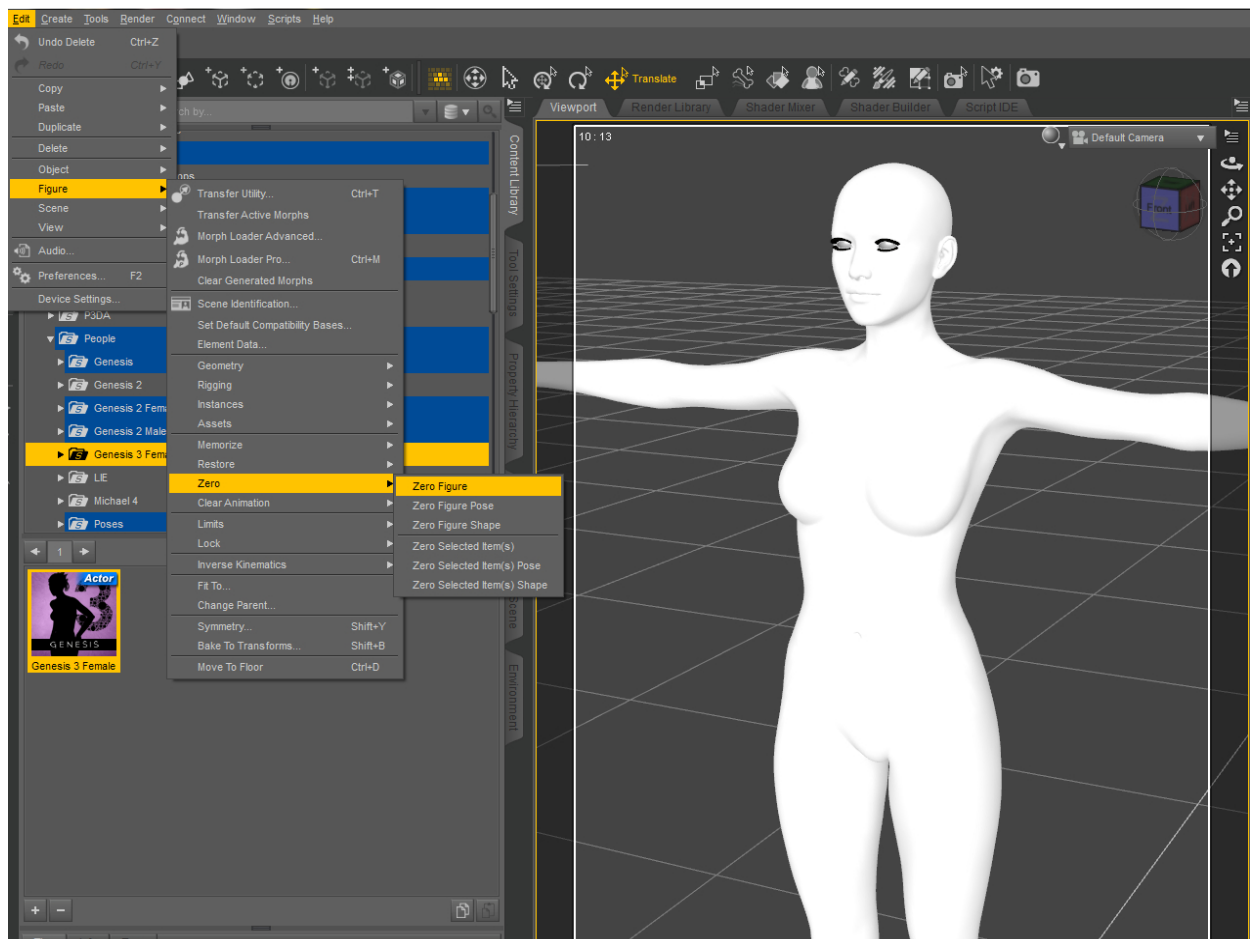 Edit Create Tools Render Connect Window Scripts Help
Undo Delete Ctrl+Z
Redo Ctrl+Y
Copy
Paste
Duplicate
Delete
Object
Figure
Scene
View
Audio...
Preferences... F2
Device Settings...
Translate
ch by...
ops
P3DA
People
Genesis
Genesis 2
Genesis 2 Fema
Genesis 2 Male
Genesis 3 Fema
LIE
Michael 4
Poses
1
Actor
GENESIS
Genesis 3 Female
Transfer Utility... Ctrl+T
Transfer Active Morphs
Morph Loader Advanced...
Morph Loader Pro... Ctrl+M
Clear Generated Morphs
Scene Identification...
Set Default Compatibility Bases...
Element Data...
Geometry
Rigging
Instances
Assets
Memorize
Restore
Zero
Clear Animation
Limits
Lock
Inverse Kinematics
Fit To...
Change Parent...
Symmetry... Shift+Y
Bake To Transforms... Shift+B
Move To Floor Ctrl+D
Zero Figure
Zero Figure Pose
Zero Figure Shape
Zero Selected Item(s)
Zero Selected Item(s) Pose
Zero Selected Item(s) Shape
Content Library
Tool Settings
Property Hierarchy
Scene
Environment
Viewport Render Library Shader Mixer Shader Builder Script IDE
10 : 13
Default Camera
Front